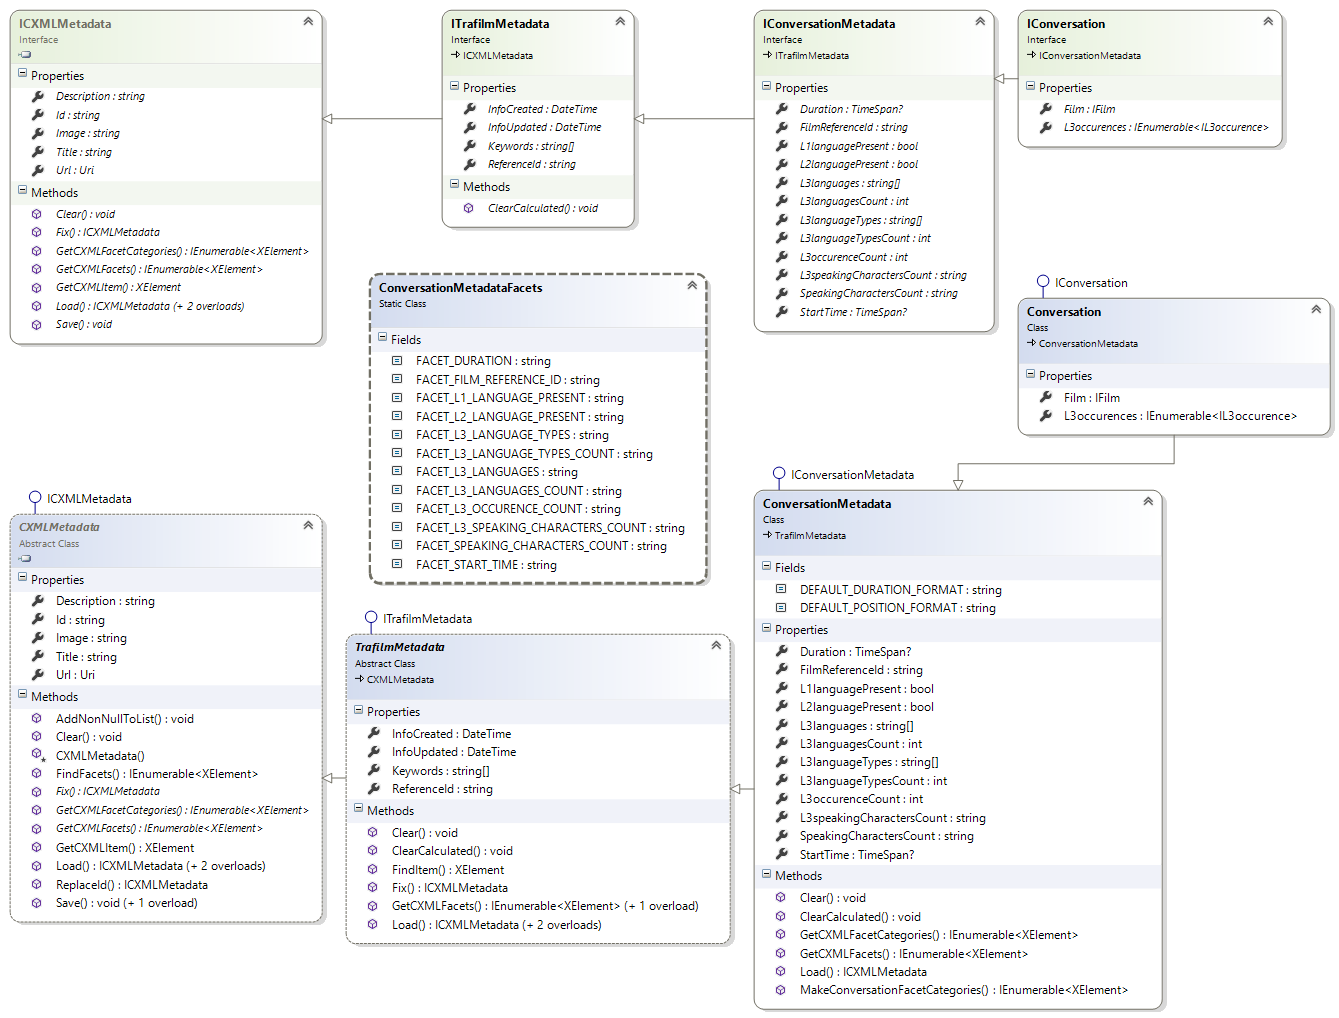 ICXMLMetadata
Interface
Properties
Description : string
Id : string
Image : string
Title : string
Url : Uri
Methods
Clear() : void
Fix() : ICXMLMetadata
GetCXMLFacetCategories() : IEnumerable<XElement>
GetCXMLFacets() : IEnumerable<XElement>
GetCXMLItem() : XElement
Load() : ICXMLMetadata (+ 2 overloads)
Save() : void
ITrafilmMetadata
Interface
ICXMLMetadata
Properties
InfoCreated : DateTime
InfoUpdated : DateTime
Keywords : string[]
ReferenceId : string
Methods
ClearCalculated() : void
IConversationMetadata
Interface
ITrafilmMetadata
Properties
Duration : TimeSpan?
FilmReferenceId : string
L1languagePresent : bool
L2languagePresent : bool
L3languages : string[]
L3languagesCount : int
L3languageTypes : string[]
L3languageTypesCount : int
L3occurenceCount : int
L3speakingCharactersCount : string
SpeakingCharactersCount : string
StartTime : TimeSpan?
IConversation
Interface
IConversationMetadata
Properties
Film : IFilm
L3occurences : IEnumerable<IL3occurence>
ConversationMetadataFacets
Static Class
Fields
FACET_DURATION : string
FACET_FILM_REFERENCE_ID : string
FACET_L1_LANGUAGE_PRESENT : string
FACET_L2_LANGUAGE_PRESENT : string
FACET_L3_LANGUAGE_TYPES : string
FACET_L3_LANGUAGE_TYPES_COUNT : string
FACET_L3_LANGUAGES : string
FACET_L3_LANGUAGES_COUNT : string
FACET_L3_OCCURENCE_COUNT : string
FACET_L3_SPEAKING_CHARACTERS_COUNT : string
FACET_SPEAKING_CHARACTERS_COUNT : string
FACET_START_TIME : string
IConversation
Conversation
Class
ConversationMetadata
Properties
Film : IFilm
L3occurences : IEnumerable<IL3occurence>
ICXMLMetadata
CXMLMetadata
Abstract Class
Properties
Description : string
Id : string
Image : string
Title : string
Url : Uri
Methods
AddNonNullToList() : void
Clear() : void
CXMLMetadata()
FindFacets() : IEnumerable<XElement>
Fix() : ICXMLMetadata
GetCXMLFacetCategories() : IEnumerable<XElement>
GetCXMLFacets() : IEnumerable<XElement>
GetCXMLItem() : XElement
Load() : ICXMLMetadata (+ 2 overloads)
ReplaceId() : ICXMLMetadata
Save() : void (+ 1 overload)
ITrafilmMetadata
TrafilmMetadata
Abstract Class
CXMLMetadata
Properties
InfoCreated : DateTime
InfoUpdated : DateTime
Keywords : string[]
ReferenceId : string
Methods
Clear() : void
ClearCalculated() : void
FindItem() : XElement
Fix() : ICXMLMetadata
GetCXMLFacets() : IEnumerable<XElement> (+ 1 overload)
Load() : ICXMLMetadata (+ 2 overloads)
IConversationMetadata
ConversationMetadata
Class
TrafilmMetadata
Fields
DEFAULT_DURATION_FORMAT : string
DEFAULT_POSITION_FORMAT : string
Properties
Duration : TimeSpan?
FilmReferenceId : string
L1languagePresent : bool
L2languagePresent : bool
L3languages : string[]
L3languagesCount : int
L3languageTypes : string[]
L3languageTypesCount : int
L3occurenceCount : int
L3speakingCharactersCount : string
SpeakingCharactersCount : string
StartTime : TimeSpan?
Methods
Clear() : void
ClearCalculated() : void
GetCXMLFacetCategories() : IEnumerable<XElement>
GetCXMLFacets() : IEnumerable<XElement>
Load() : ICXMLMetadata
MakeConversationFacetCategories() : IEnumerable<XElement>